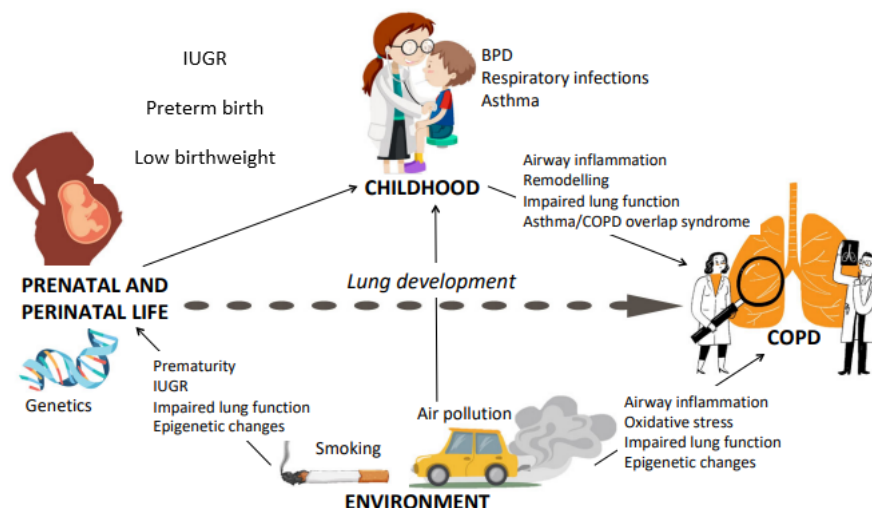 IUGR
Preterm birth
Low birthweight
BPD
Respiratory infections
Asthma
CHILDHOOD
Airway inflammation
Remodelling
Impaired lung function
Asthma/COPD overlap syndrome
PRENATAL AND
PERINATAL LIFE
Lung development
COPD
Genetics
Prematurity
IUGR
Impaired lung function
Epigenetic changes
Smoking
Air pollution
Airway inflammation
Oxidative stress
Impaired lung function
Epigenetic changes
ENVIRONMENT